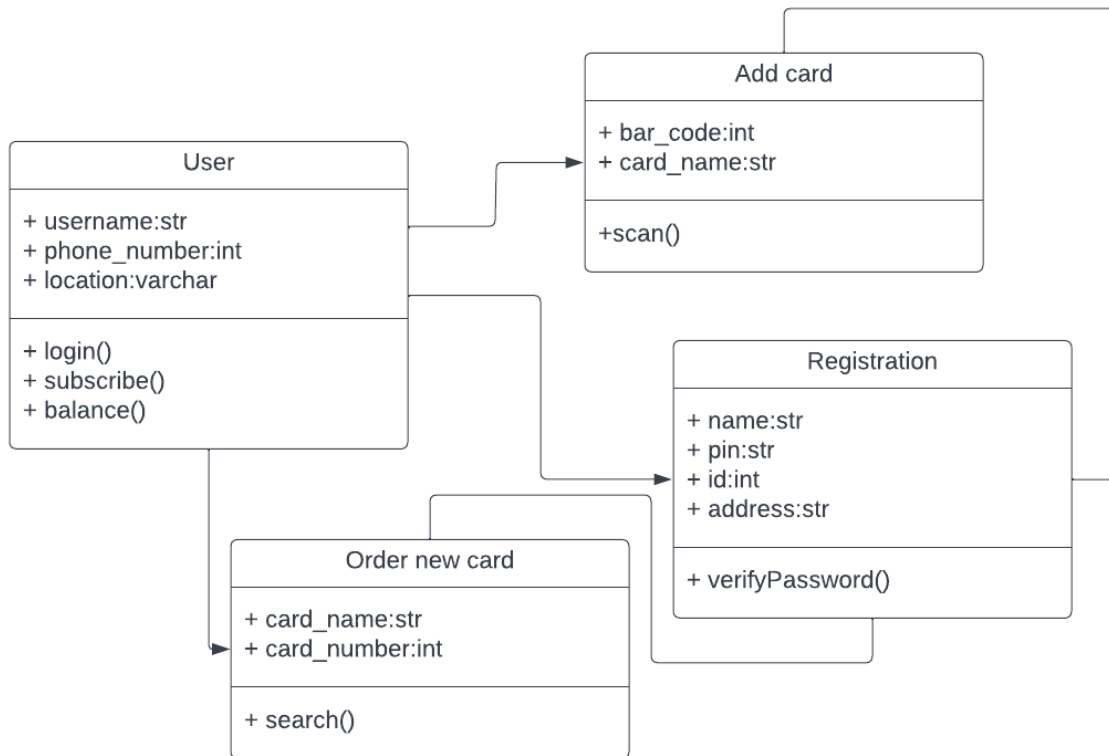 Add card
+ bar_code:int
+ card_name:str
+scan()
User
+ username:str
+ phone_number:int
+ location:varchar
+ login()
+ subscribe()
+ balance()
Registration
+ name:str
+ pin:str
+ id:int
+ address:str
+ verifyPassword()
Order new card
+ card_name:str
+ card_number:int
+ search()